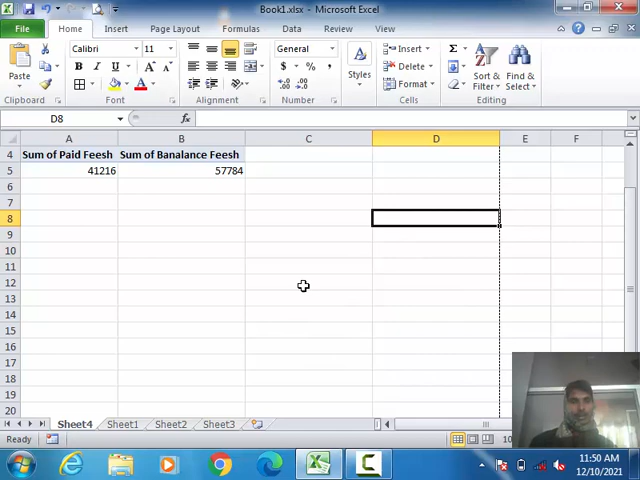 Book1.xlsx - Microsoft Excel
File Home Insert Page Layout Formulas Data Review View
Calibri 11 General Insert Σ
Paste B I U $ % , Styles Delete Sort & Filter Find & Select
Format
Clipboard Font Alignment Number Cells Editing
D8 fx
A B C D E F
4 Sum of Paid Feesh Sum of Banalance Feesh
5 41216 57784
6
7
8
9
10
11
12
13
14
15
16
17
18
19
20
Sheet4 Sheet1 Sheet2 Sheet3
Ready
11:50 AM
12/10/2021